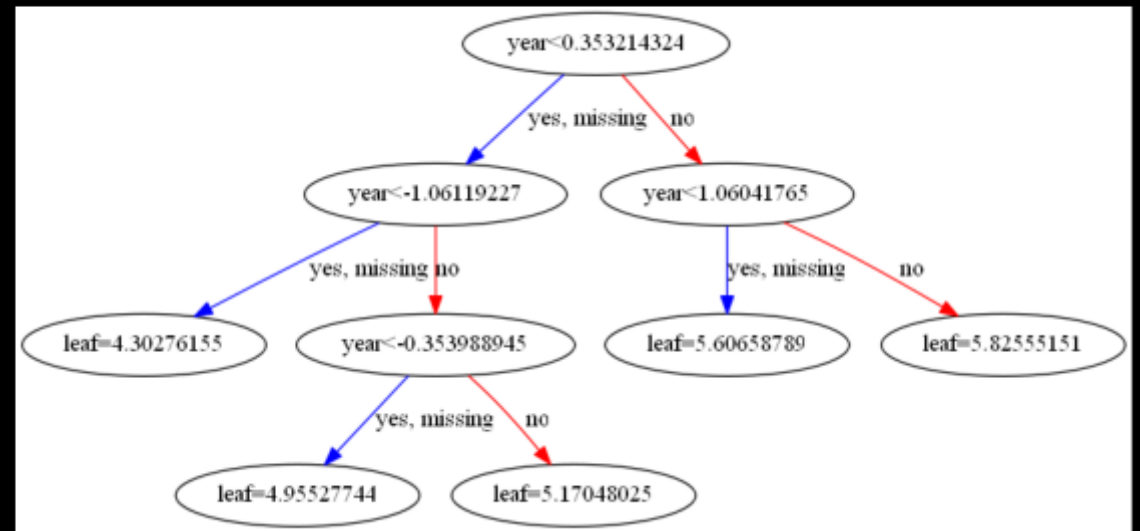 year<0.353214324
yes, missing
no
year<-1.06119227
year<1.06041765
yes, missing
no
yes, missing
no
leaf=4.30276155
year<-0.353988945
leaf=5.60658789
leaf=5.82555151
yes, missing
no
leaf=4.95527744
leaf=5.17048025